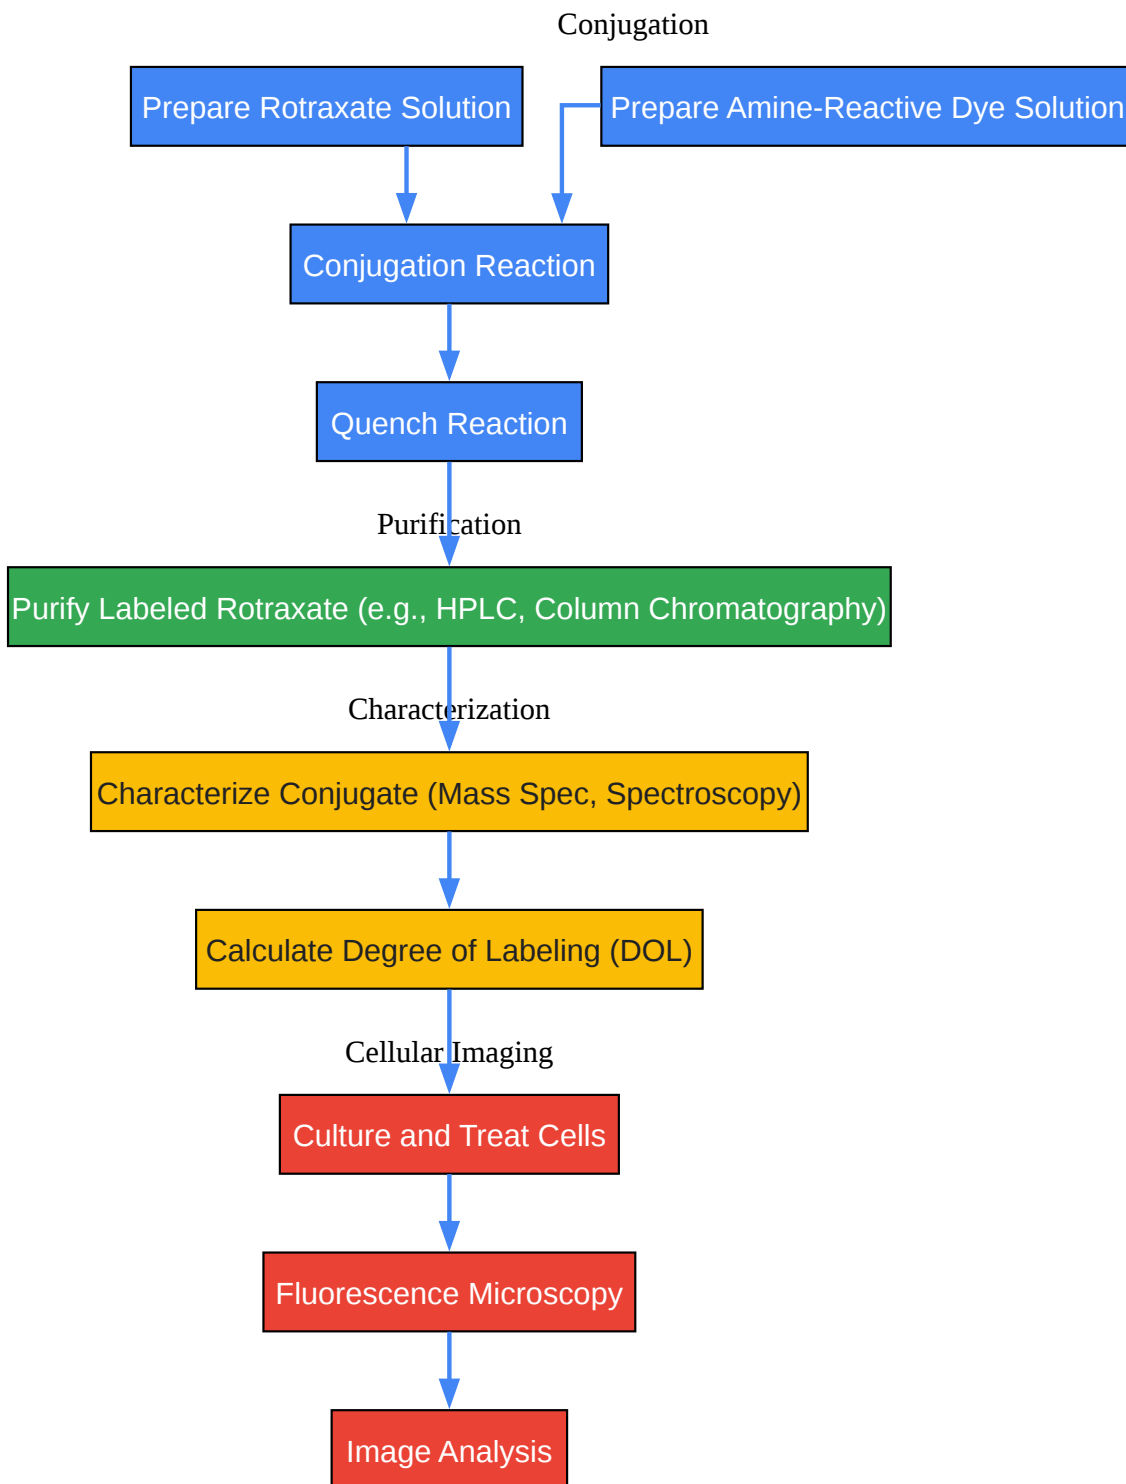 Conjugation
Prepare Rotraxate Solution
Prepare Amine-Reactive Dye Solution
Conjugation Reaction
Quench Reaction
Purification
Purify Labeled Rotraxate (e.g., HPLC, Column Chromatography)
Characterization
Characterize Conjugate (Mass Spec, Spectroscopy)
Calculate Degree of Labeling (DOL)
Cellular Imaging
Culture and Treat Cells
Fluorescence Microscopy
Image Analysis